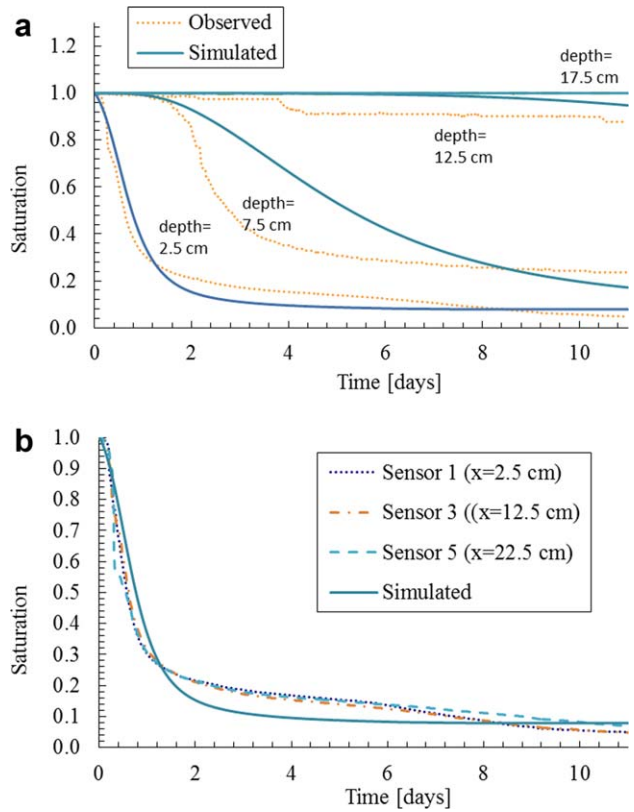 a
Observed
Simulated
1.2
1.0
0.8
0.6
0.4
0.2
0.0
Saturation
depth=
17.5 cm
depth=
12.5 cm
depth=
7.5 cm
depth=
2.5 cm
0
2
4
6
8
10
Time [days]
b
1.0
0.9
0.8
0.7
0.6
0.5
0.4
0.3
0.2
0.1
0.0
Saturation
Sensor 1 (x=2.5 cm)
Sensor 3 ((x=12.5 cm)
Sensor 5 (x=22.5 cm)
Simulated
0
2
4
6
8
10
Time [days]